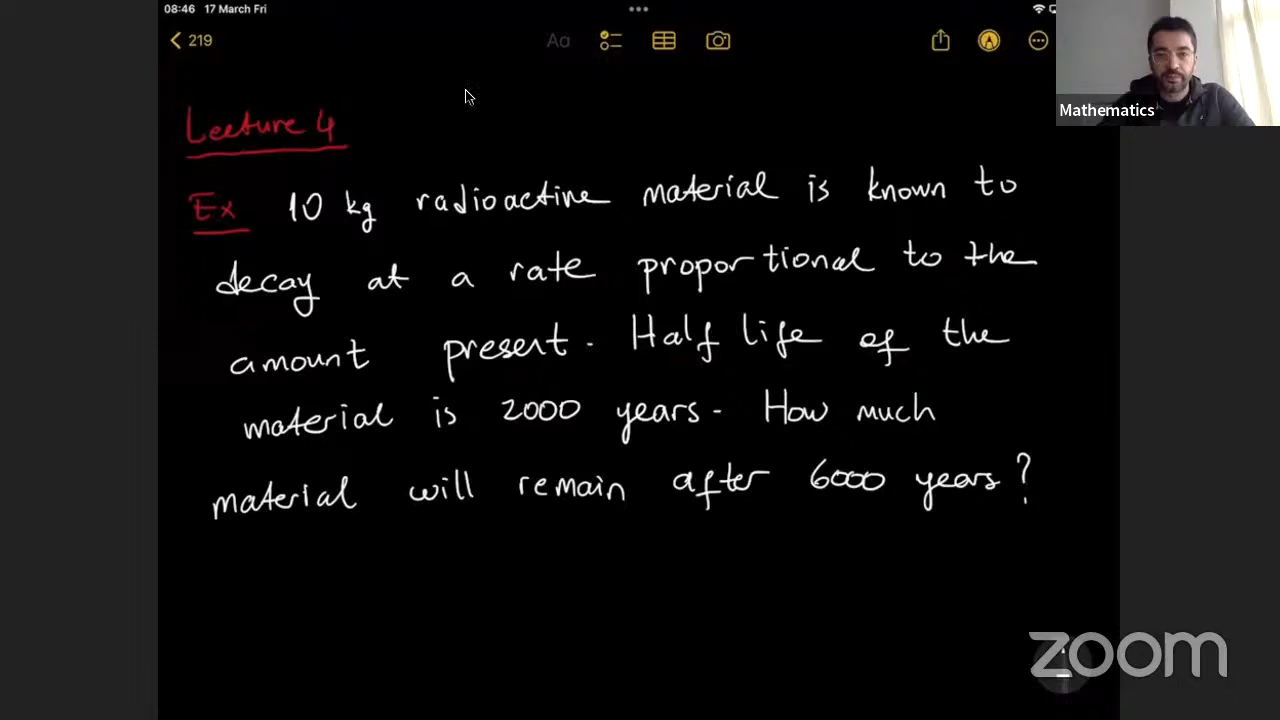 08:46 17 March Fri
219
Aa
Mathematics
Lecture 4
Ex 10 kg radioactive material is known to
decay at a rate proportional to the
amount present. Half life of the
material is 2000 years. How much
material will remain after 6000 years?
zoom